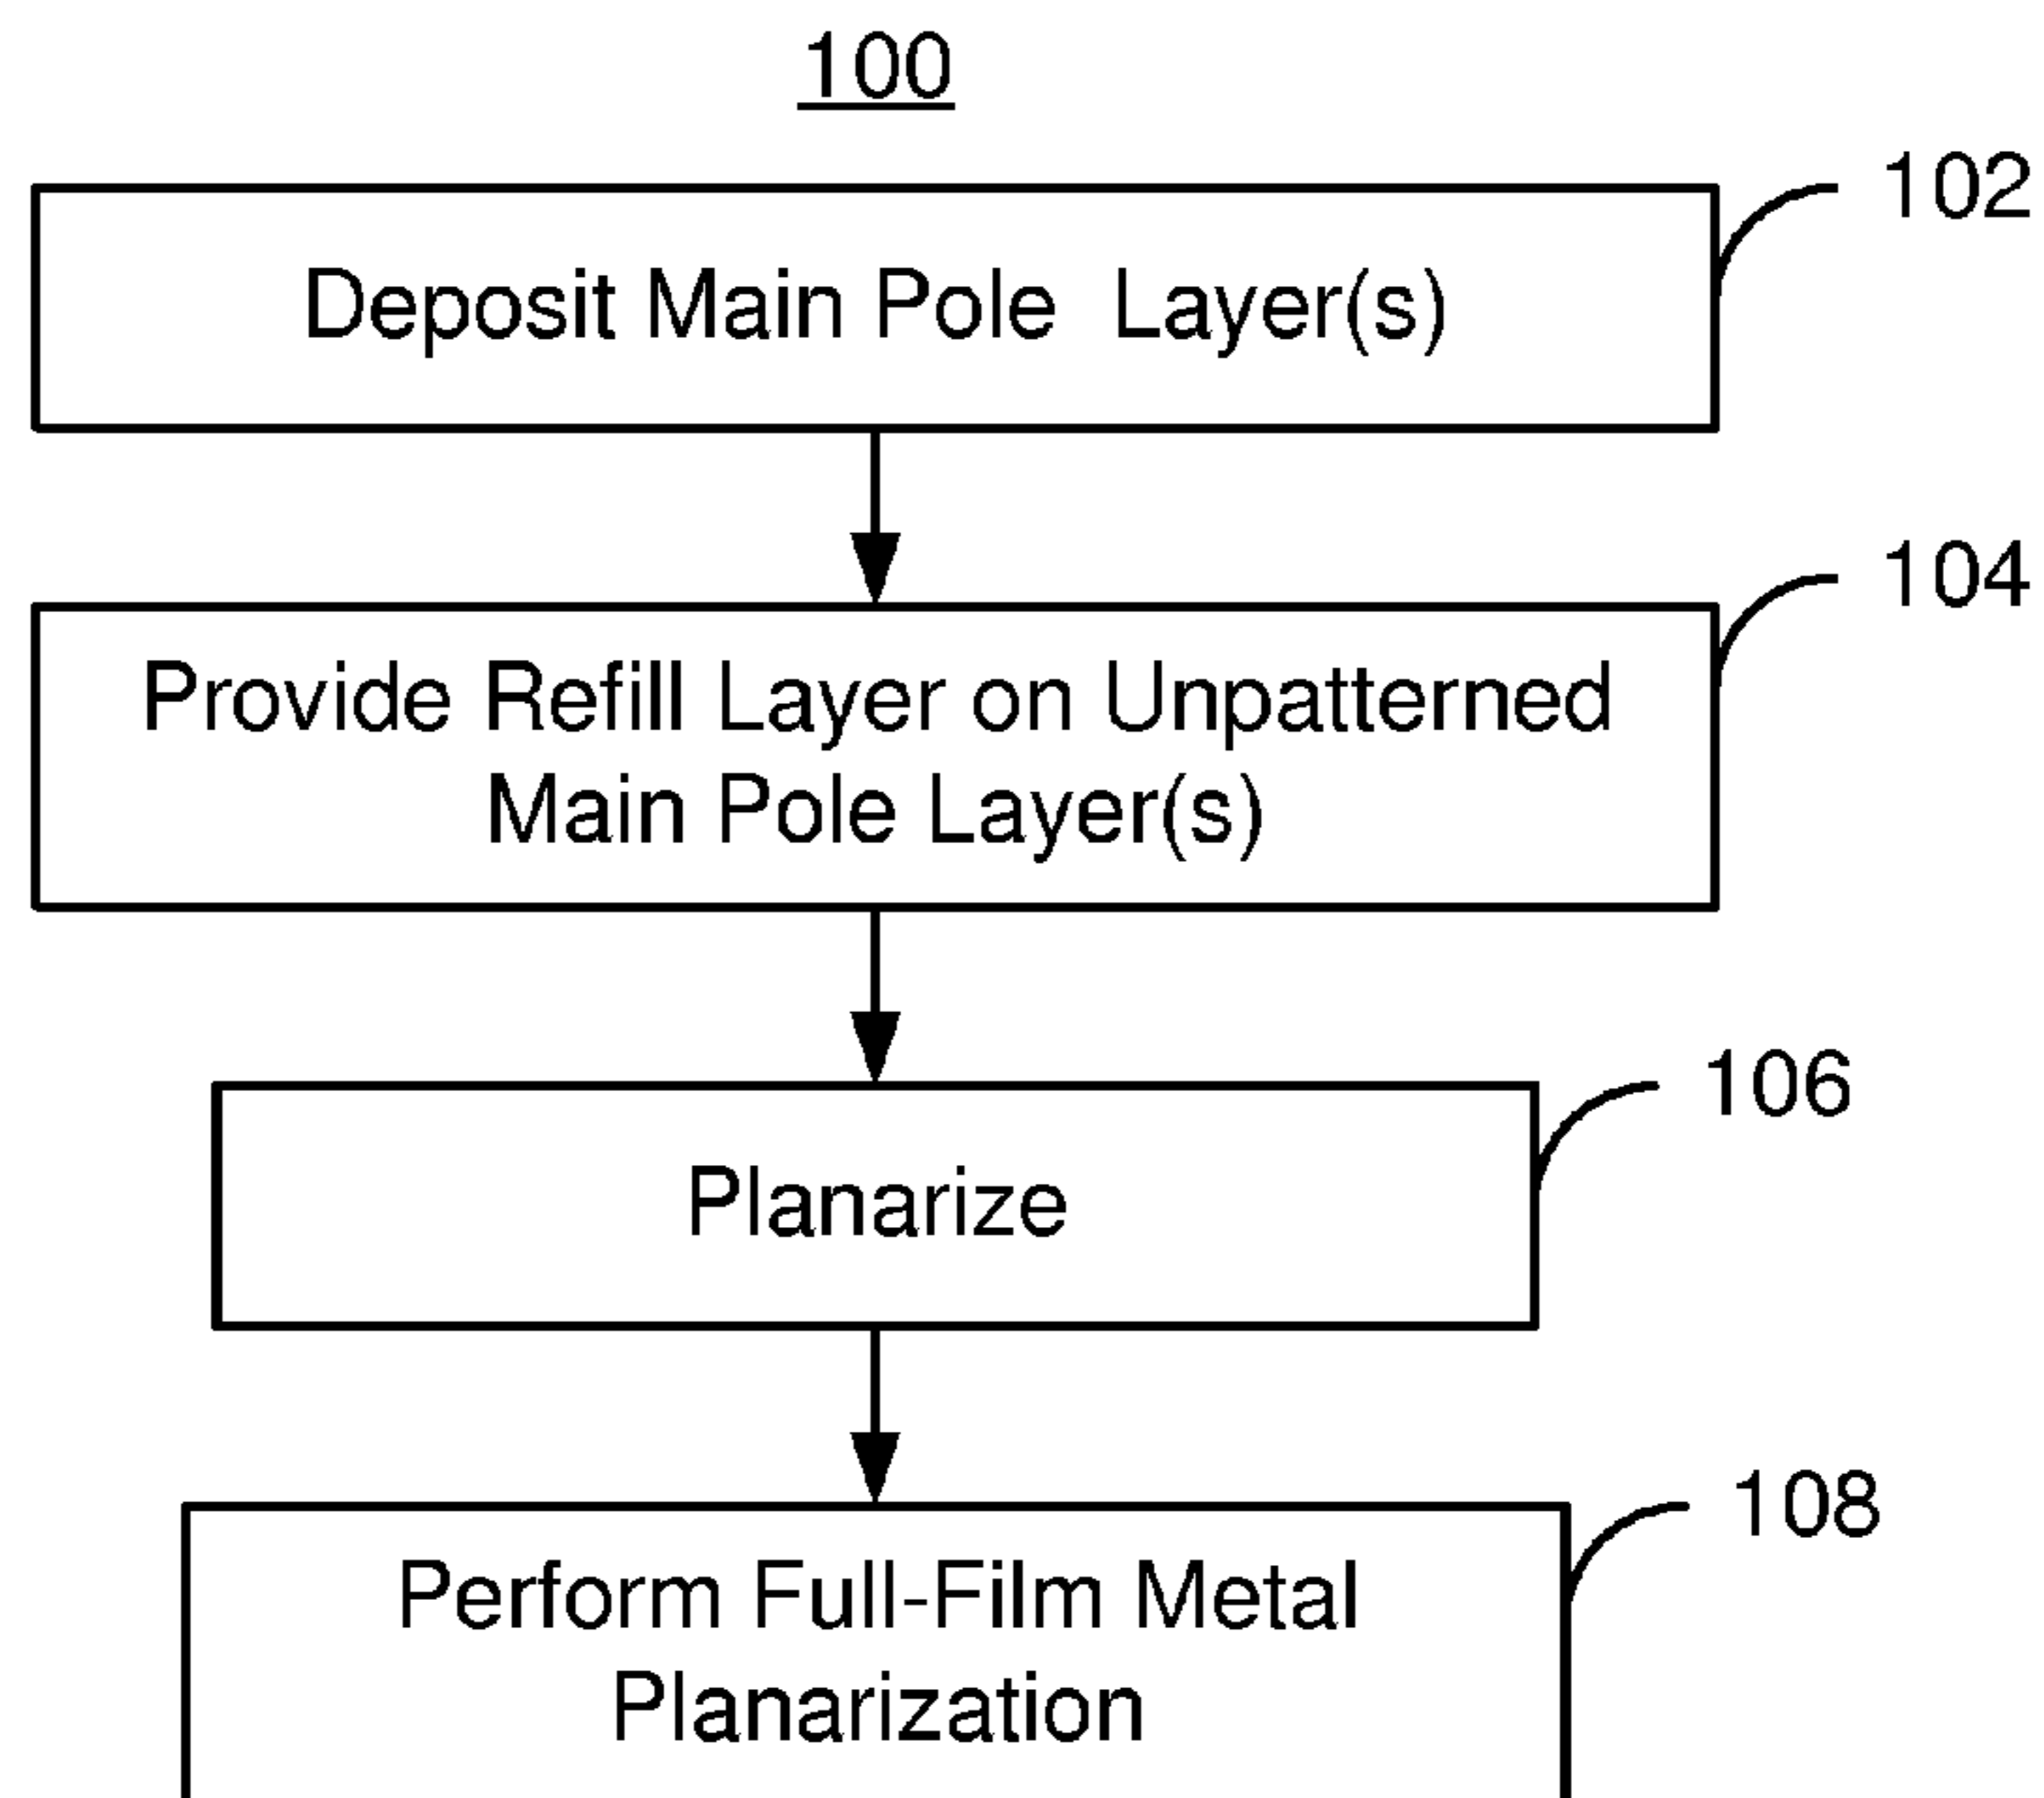 100
102
Deposit Main Pole Layer(s)
104
Provide Refill Layer on Unpatterned
Main Pole Layer(s)
106
Planarize
108
Perform Full-Film Metal
Planarization